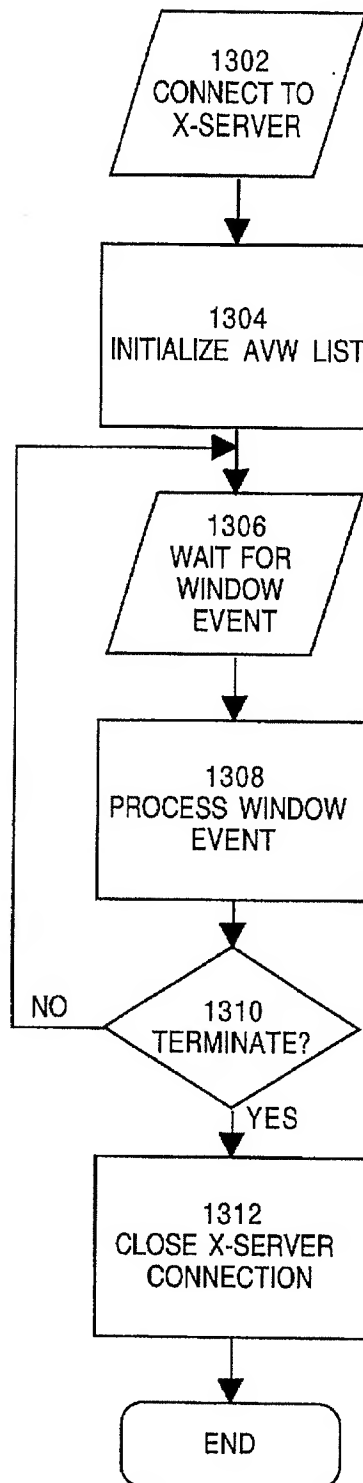 1302
CONNECT TO
X-SERVER
1304
INITIALIZE AVW LIST
1306
WAIT FOR
WINDOW
EVENT
1308
PROCESS WINDOW
EVENT
NO
1310
TERMINATE?
YES
1312
CLOSE X-SERVER
CONNECTION
END